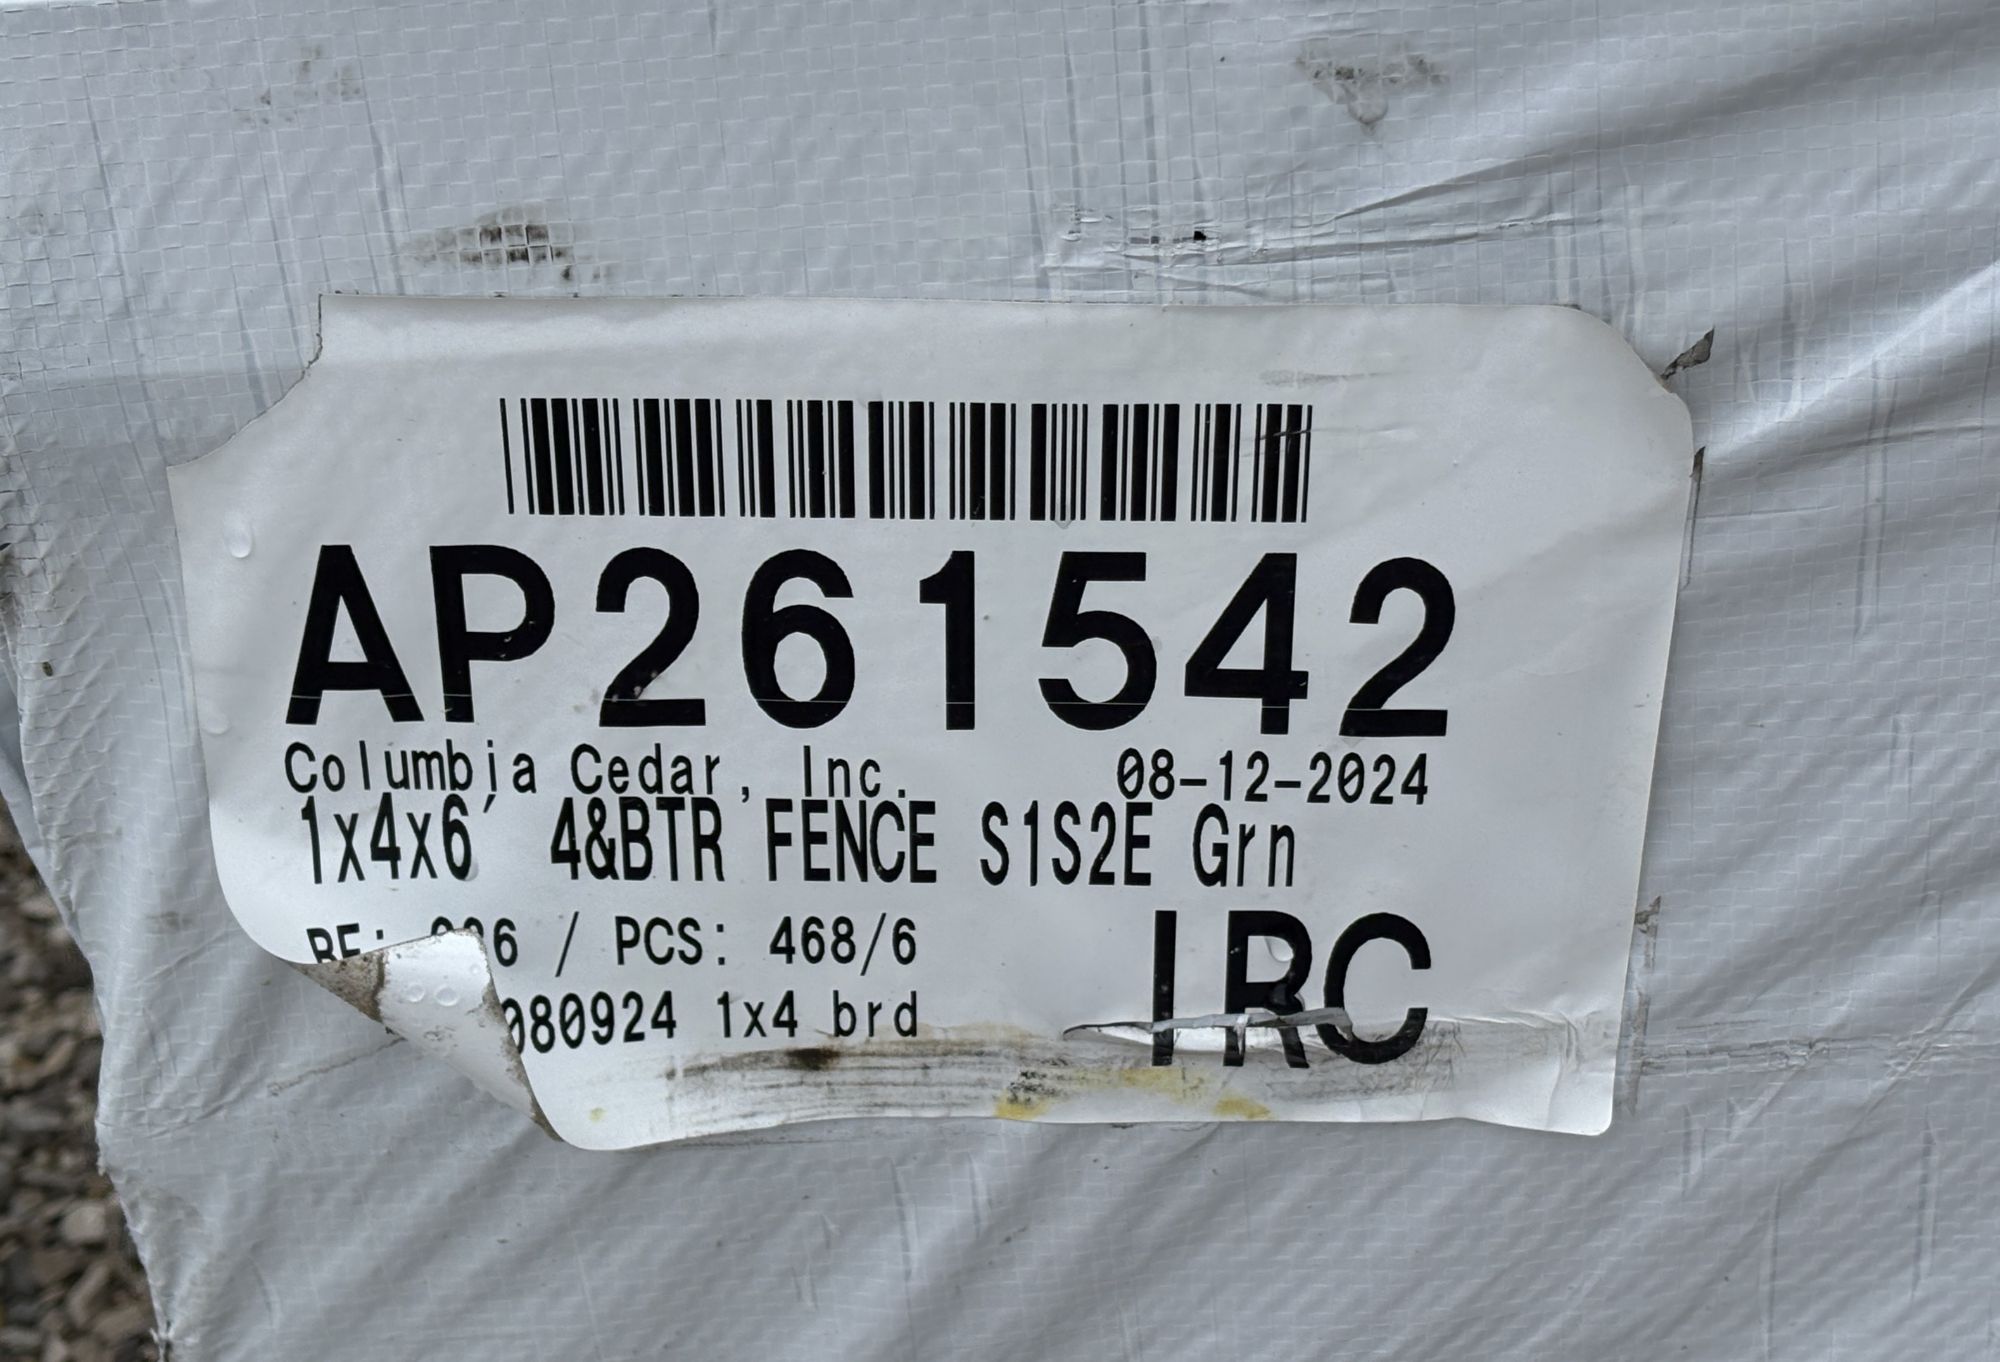 AP261542
Columbia Cedar, Inc. 08-12-2024
1x4x6' 4&BTR FENCE S1S2E Grn
/ PCS: 468/6
IRC
080924 1x4 brd